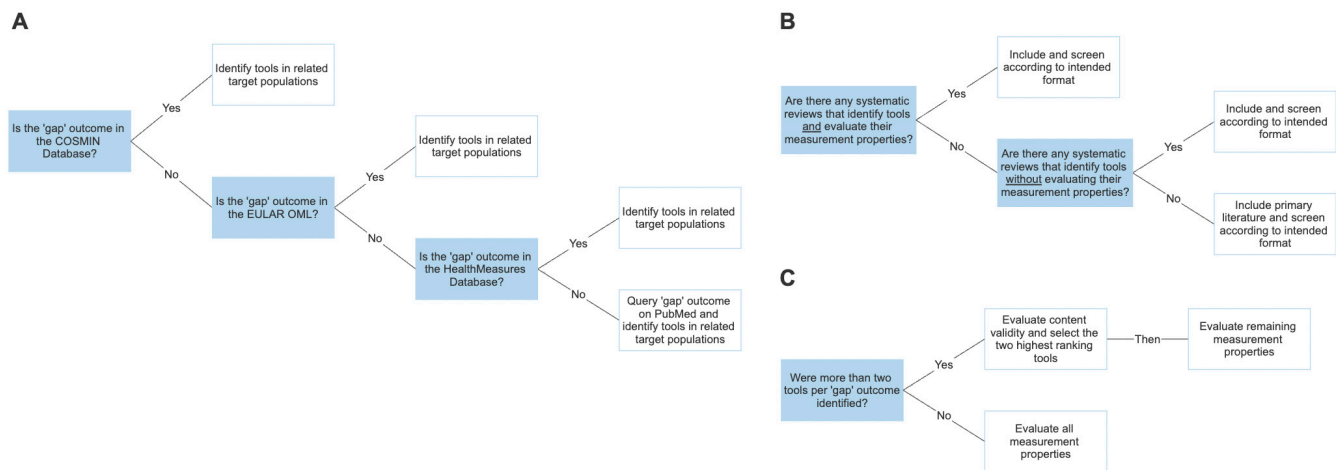 A
Identify tools in related
target populations
Yes
Is the 'gap' outcome in
the COSMIN
Database?
No
Identify tools in related
target populations
Yes
Is the 'gap' outcome in
the EULAR OML?
No
Identify tools in related
target populations
Yes
Is the 'gap' outcome in
the HealthMeasures
Database?
No
Query 'gap' outcome
on PubMed and
identify tools in related
target populations
B
Include and screen
according to intended
format
Yes
Are there any systematic
reviews that identify tools
and evaluate their
measurement properties?
No
Include and screen
according to intended
format
Yes
Are there any systematic
reviews that identify tools
without evaluating their
measurement properties?
No
Include primary
literature and screen
according to intended
format
C
Evaluate content
validity and select the
two highest ranking
tools
Then
Evaluate remaining
measurement
properties
Yes
Were more than two
tools per 'gap' outcome
identified?
No
Evaluate all
measurement
properties